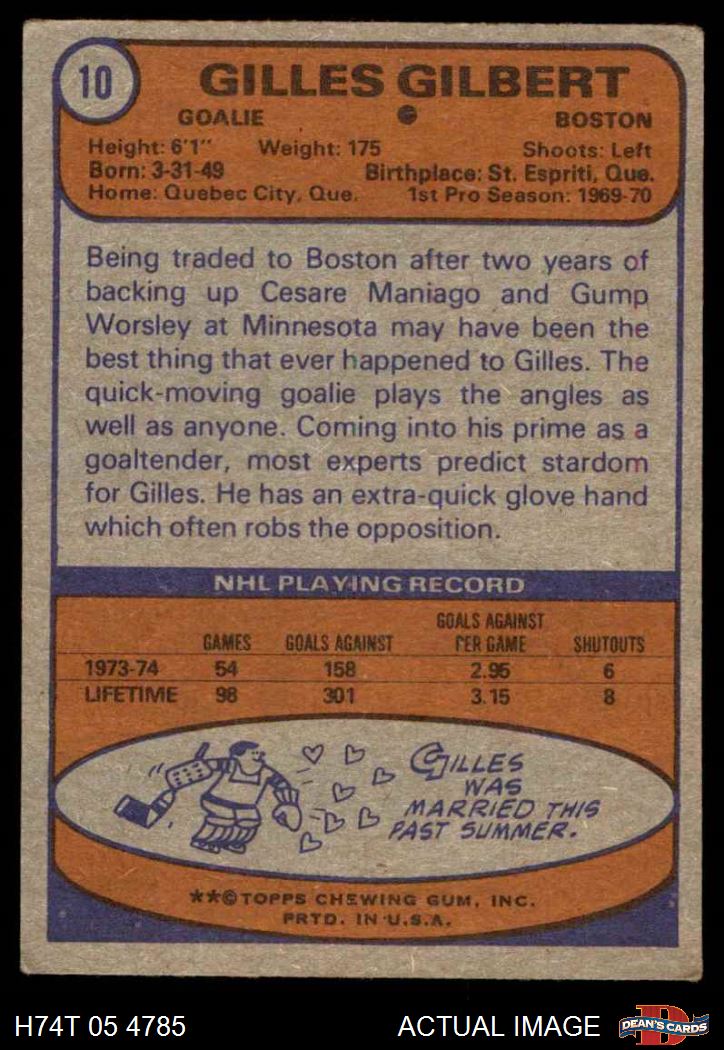 10
GILLES GILBERT
GOALIE BOSTON
Height: 6'1" Weight: 175 Shoots: Left
Born: 3-31-49 Birthplace: St. Espriti, Que.
Home: Quebec City, Que. 1st Pro Season: 1969-70
Being traded to Boston after two years of
backing up Cesare Maniago and Gump
Worsley at Minnesota may have been the
best thing that ever happened to Gilles. The
quick-moving goalie plays the angles as
well as anyone. Coming into his prime as a
goaltender, most experts predict stardom
for Gilles. He has an extra-quick glove hand
which often robs the opposition.
NHL PLAYING RECORD
GAMES GOALS AGAINST GOALS AGAINST PER GAME SHUTOUTS
1973-74 54 158 2.95 6
LIFETIME 98 301 3.15 8
GILLES
WAS
MARRIED THIS
PAST SUMMER.
**©TOPPS CHEWING GUM, INC.
PRTD. IN U.S.A.
H74T 05 4785 ACTUAL IMAGE
D
DEAN'S CARDS